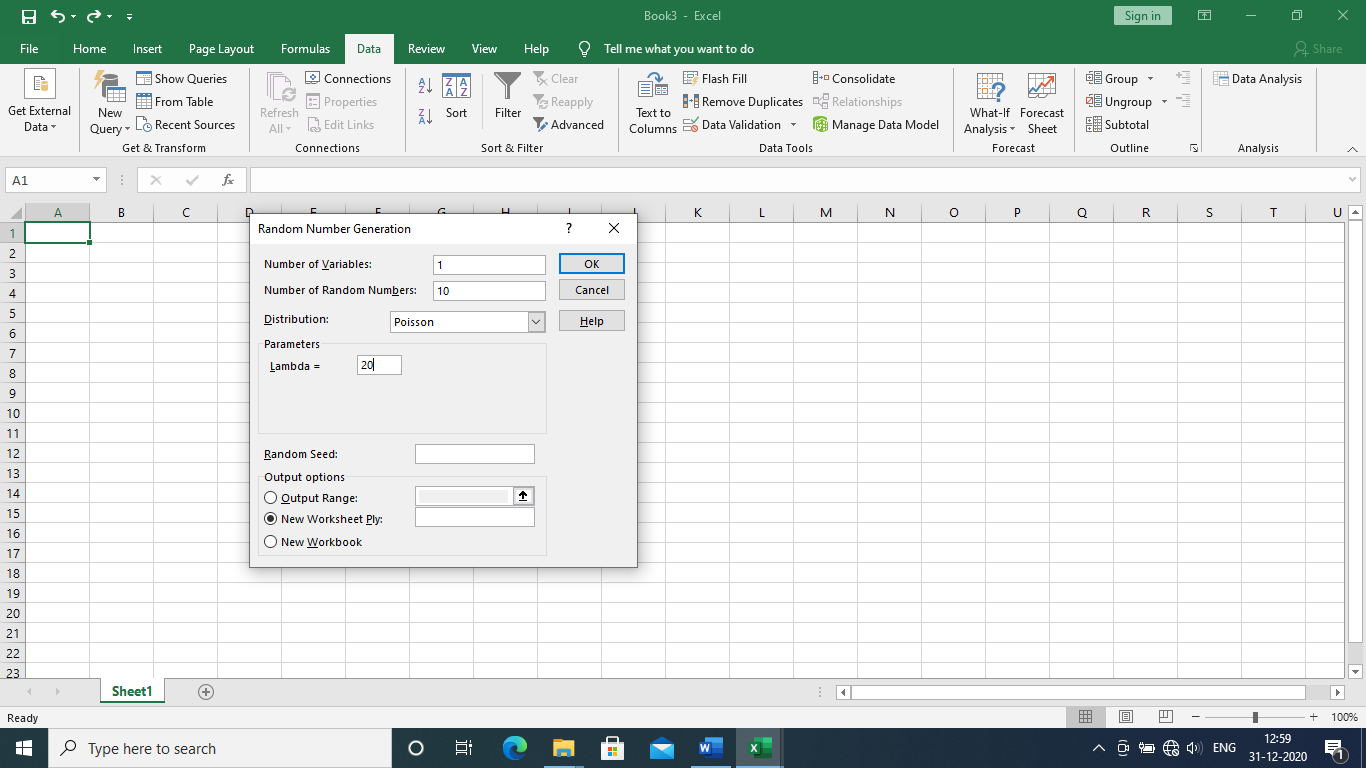 Book3 - Excel
Sign in
File Home Insert Page Layout Formulas Data Review View Help Tell me what you want to do Share
Get External Data
New Query
Show Queries
From Table
Recent Sources
Get & Transform
Refresh All
Connections
Properties
Edit Links
Connections
A Z
Z A
Z A A Z
Sort
Filter
Clear
Reapply
Advanced
Sort & Filter
Text to Columns
Flash Fill
Remove Duplicates
Data Validation
Consolidate
Relationships
Manage Data Model
Data Tools
What-If Analysis
Forecast Sheet
Forecast
Group
Ungroup
Subtotal
Outline
Data Analysis
Analysis
A1
fx
A B C D E F G H I J K L M N O P Q R S T U
1
2
3
4
5
6
7
8
9
10
11
12
13
14
15
16
17
18
19
20
21
22
23
Random Number Generation ?
Number of Variables: 1
OK
Number of Random Numbers: 10
Cancel
Distribution: Poisson
Help
Parameters
Lambda = 20
Random Seed:
Output options
Output Range:
New Worksheet Ply:
New Workbook
Sheet1
Ready
100%
Type here to search
W
X
ENG
12:59
31-12-2020
1